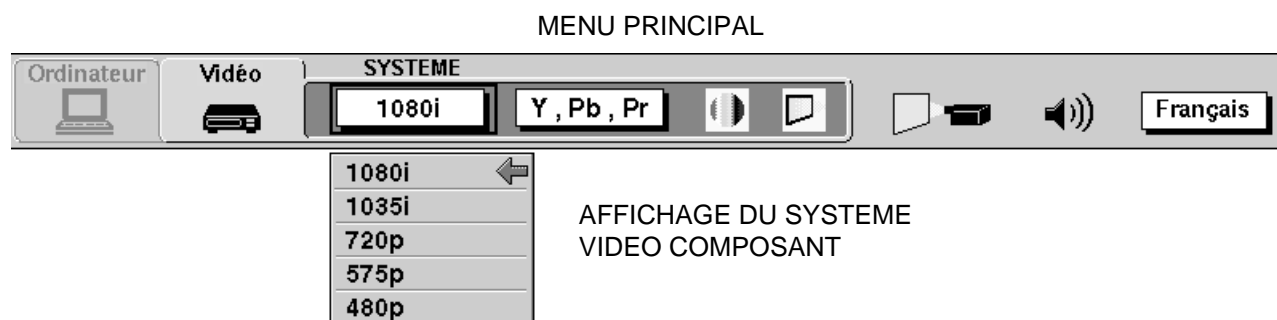 MENU PRINCIPAL
Ordinateur
Vidéo
SYSTEME
1080i
Y , Pb , Pr
Français
1080i
1035i
720p
575p
480p
AFFICHAGE DU SYSTEME
VIDEO COMPOSANT